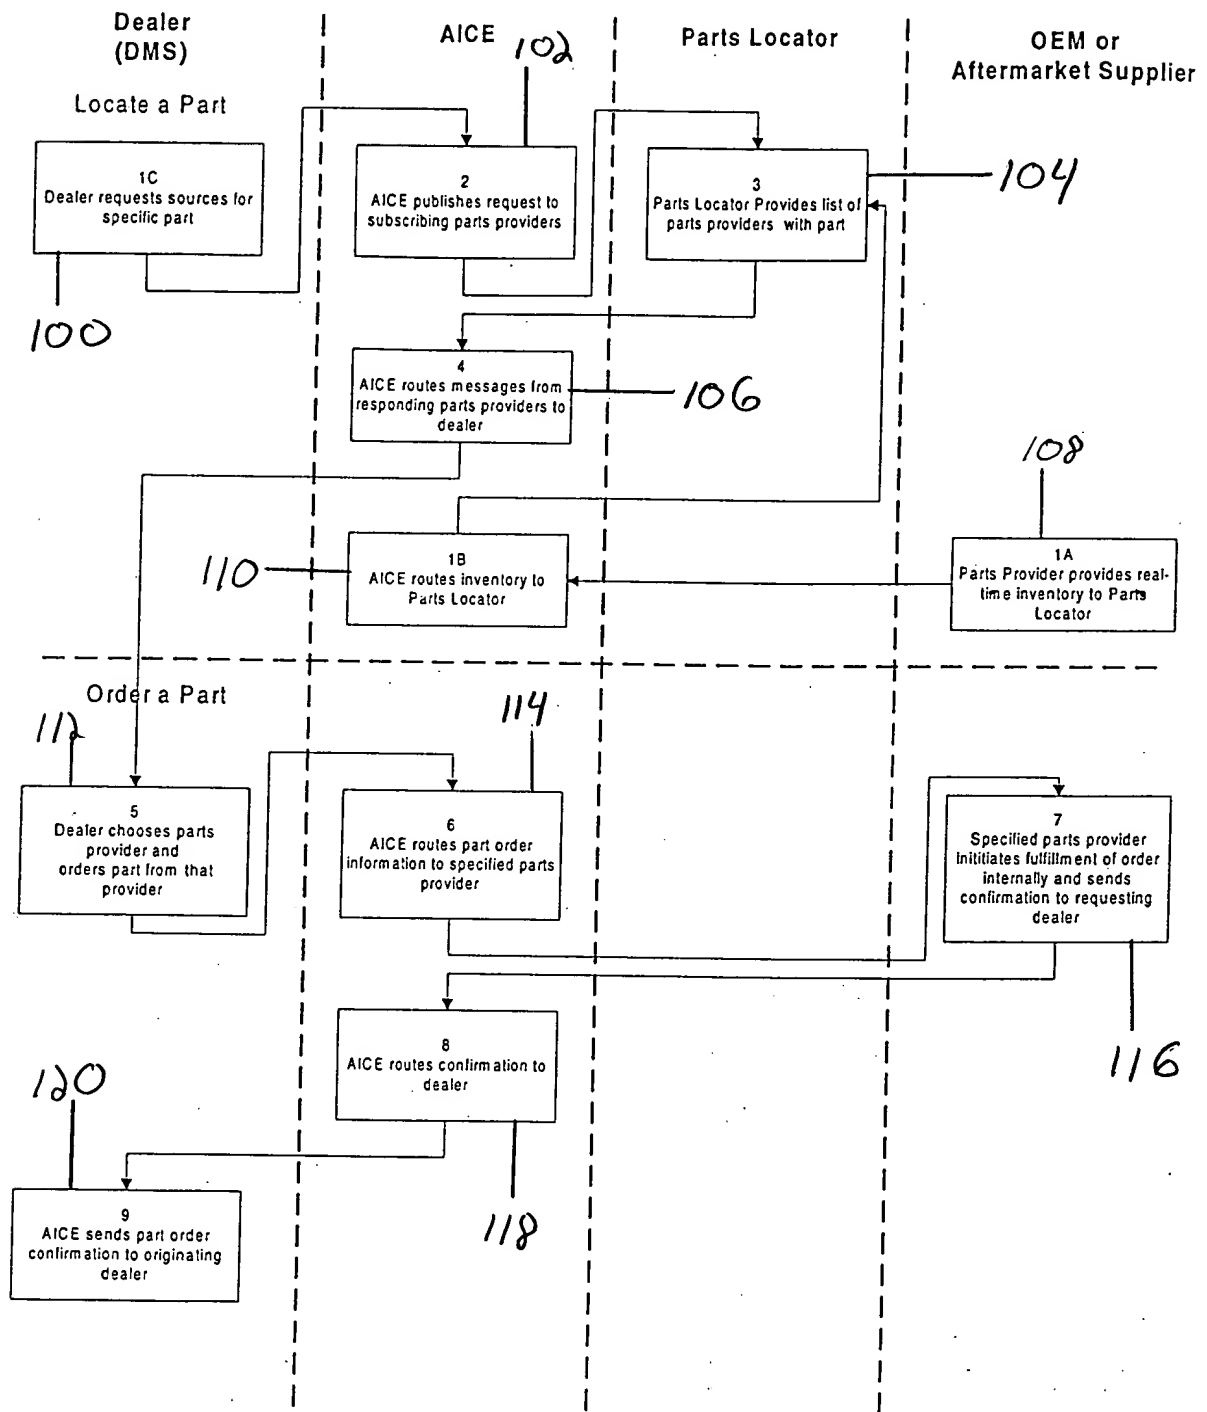 Dealer
(DMS)
AICE
Parts Locator
OEM or
Aftermarket Supplier
102
Locate a Part
1C
Dealer requests sources for
specific part
2
AICE publishes request to
subscribing parts providers
3
Parts Locator Provides list of
parts providers with part
104
100
4
AICE routes messages from
responding parts providers to
dealer
106
108
110
1B
AICE routes inventory to
Parts Locator
1A
Parts Provider provides real-
time inventory to Parts
Locator
Order a Part
112
114
5
Dealer chooses parts
provider and
orders part from that
provider
6
AICE routes part order
information to specified parts
provider
7
Specified parts provider
inititiates fulfillment of order
internally and sends
confirmation to requesting
dealer
8
AICE routes confirmation to
dealer
116
120
118
9
AICE sends part order
confirmation to originating
dealer